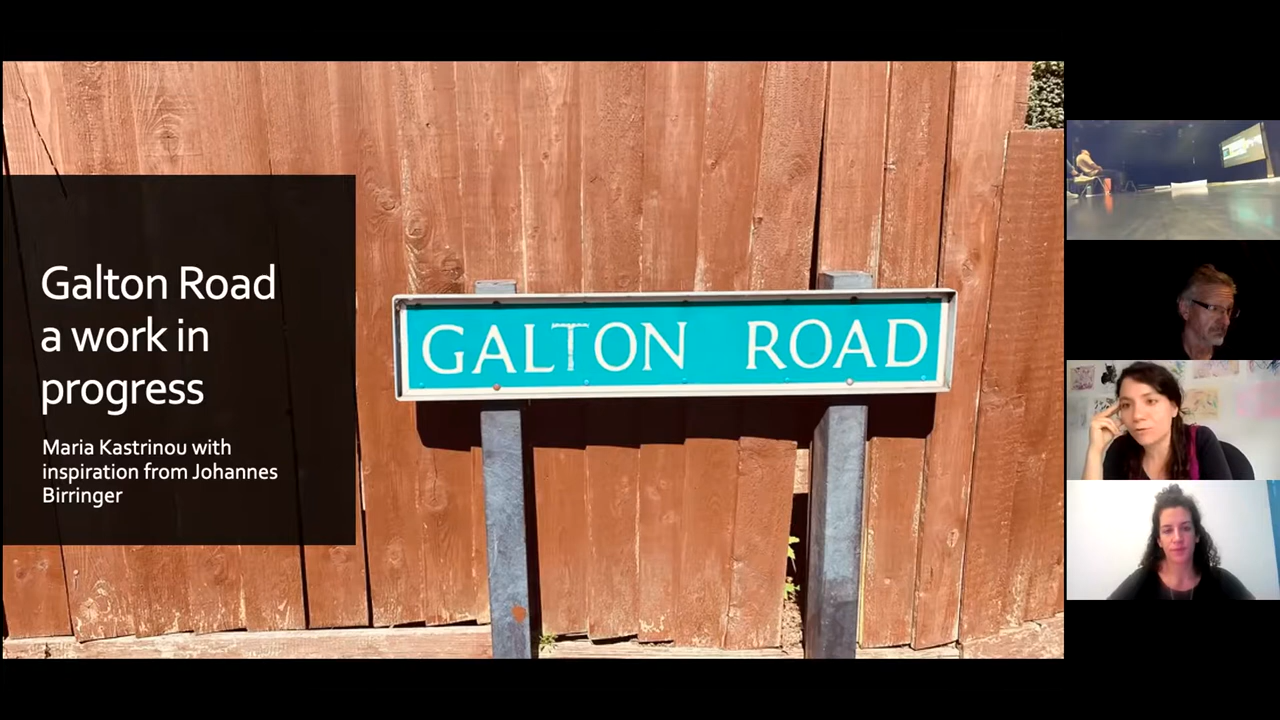 Galton Road
a work in
progress
Maria Kastrinou with
inspiration from Johannes
Birringer
GALTON ROAD